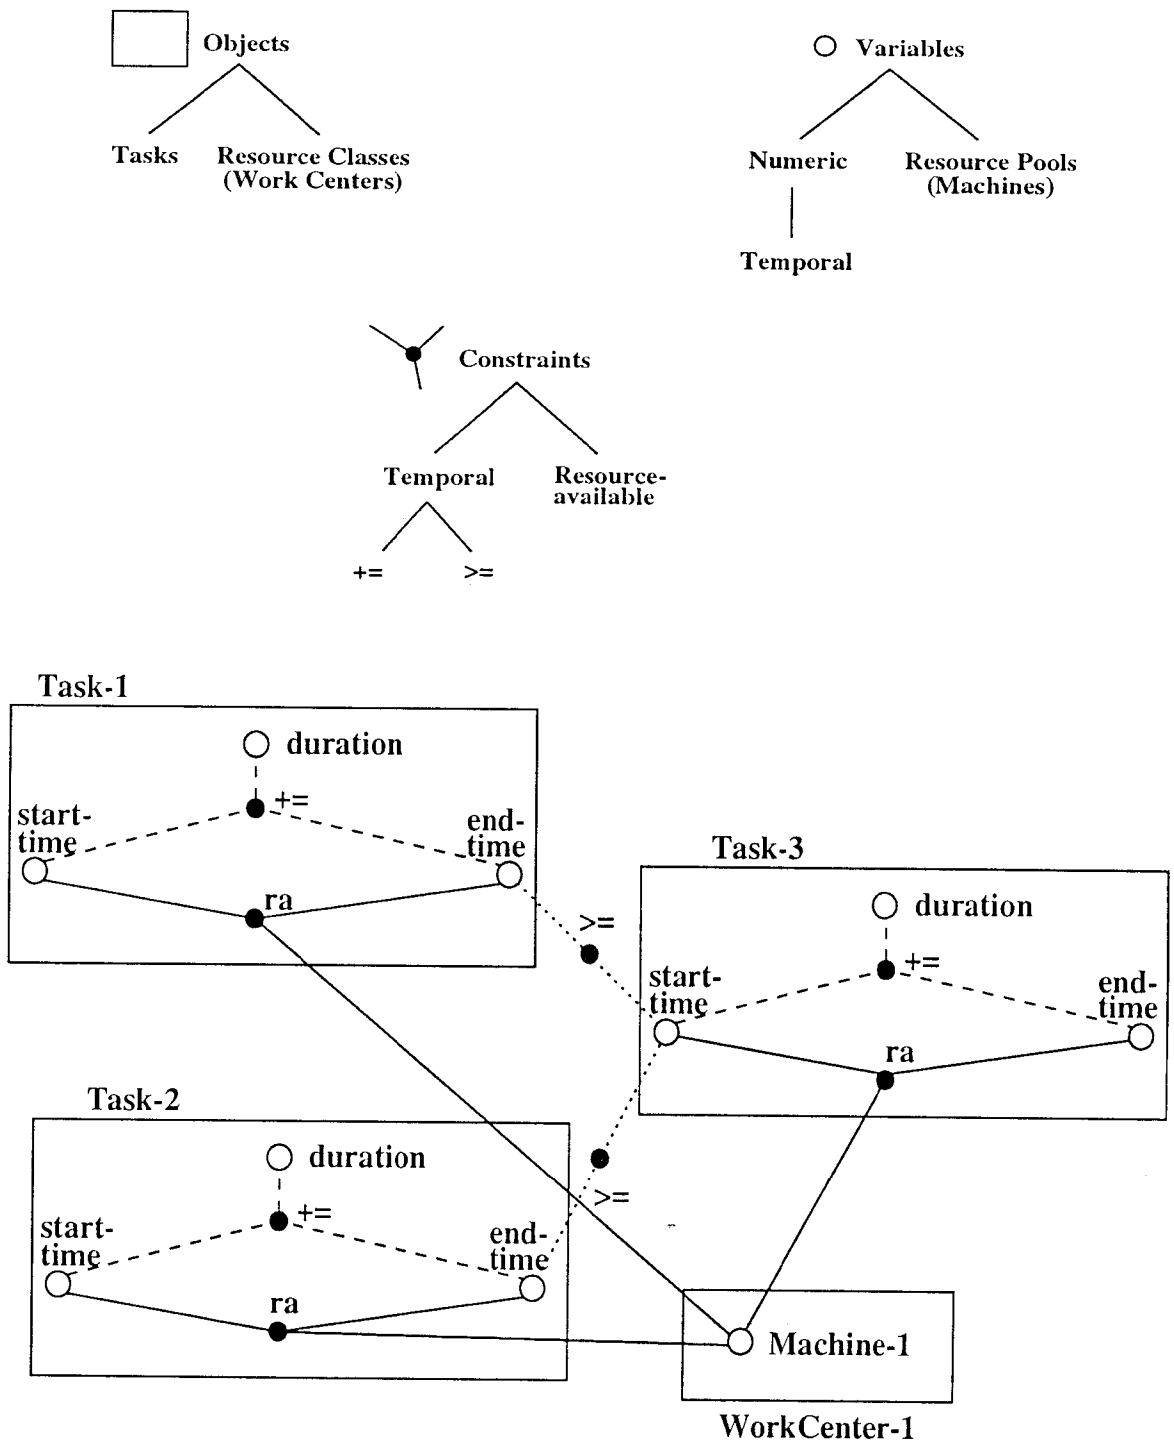 Objects
Variables
Tasks
Resource Classes
(Work Centers)
Numeric
Resource Pools
(Machines)
Temporal
Constraints
Temporal
Resource-
available
+=
>=
Task-1
duration
+=
start-
time
end-
time
ra
>=
Task-3
duration
+=
start-
time
end-
time
ra
Task-2
duration
+=
start-
time
end-
time
>=
ra
Machine-1
WorkCenter-1